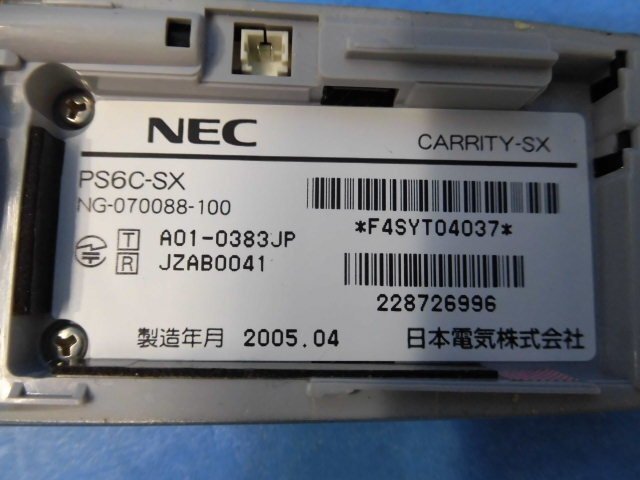 NEC CARRITY-SX
PS6C-SX
NG-070088-100
*F4SYT04037*
T A01-0383JP
R JZAB0041
228726996
製造年月 2005.04 日本電気株式会社